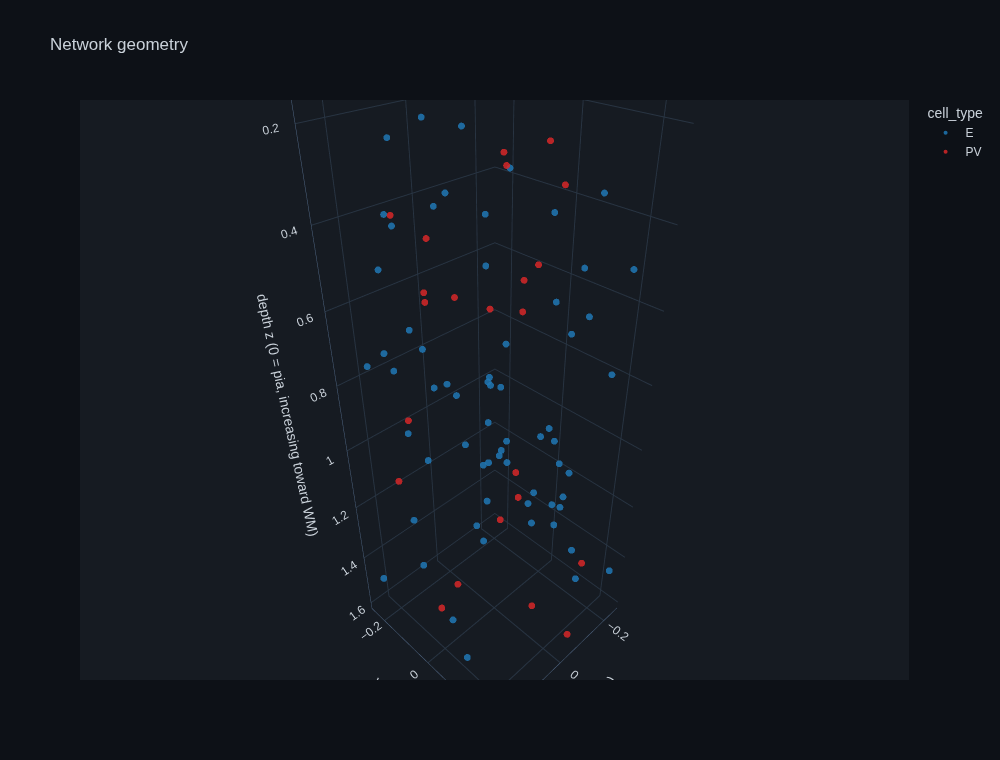 Network geometry
cell_type
E
PV
0.2
0.4
0.6
0.8
1
1.2
1.4
1.6
depth z (0 = pia, increasing toward WM)
−0.2
0
−0.2
0